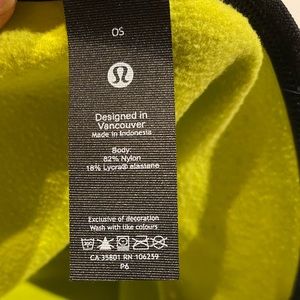 OS
Designed in
Vancouver
Made in Indonesia
Body:
82% Nylon
18% Lycra® elastane
Exclusive of decoration
Wash with like colours
CA 35801 RN 106259
P6